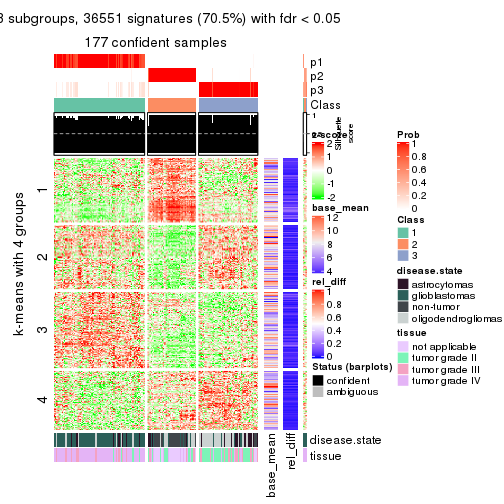 3 subgroups, 36551 signatures (70.5%) with fdr < 0.05
177 confident samples
p1
p2
p3
Class
1
Silhouette
score
k-means with 4 groups
1
2
3
4
z-score
2
1
0
-1
-2
base_mean
12
10
8
6
4
rel_diff
1
0.8
0.6
0.4
0.2
0
Status (barplots)
confident
ambiguous
Prob
1
0.8
0.6
0.4
0.2
0
Class
1
2
3
disease.state
astrocytomas
glioblastomas
non-tumor
oligodendrogliomas
tissue
not applicable
tumor grade II
tumor grade III
tumor grade IV
disease.state
tissue
base_mean
rel_diff